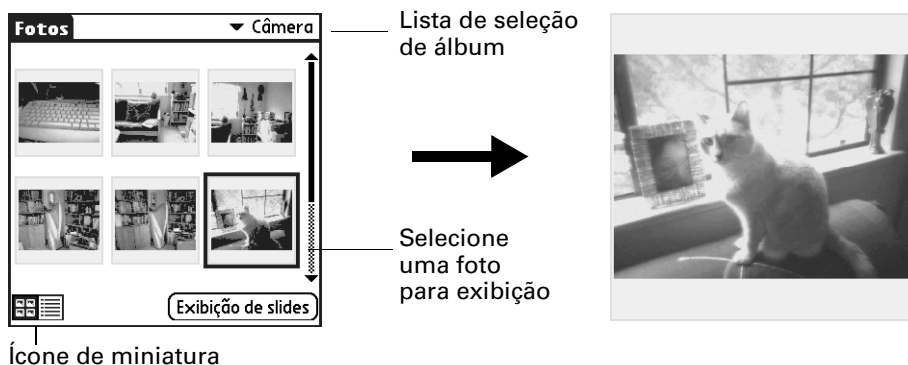 Fotos
Câmera
Lista de seleção
de álbum
Selecione
uma foto
para exibição
Exibição de slides
Ícone de miniatura